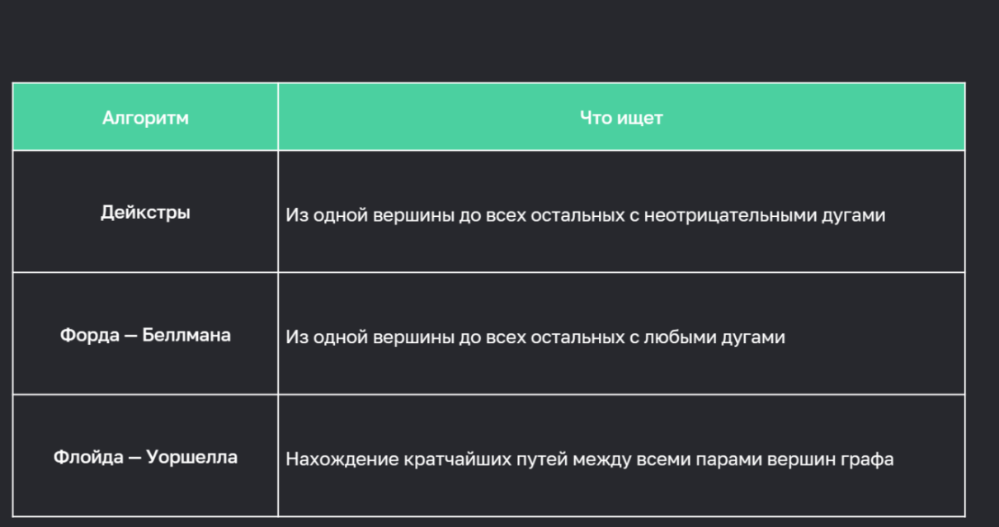 Алгоритм
Что ищет
Дейкстры
Из одной вершины до всех остальных с неотрицательными дугами
Форда — Беллмана
Из одной вершины до всех остальных с любыми дугами
Флойда — Уоршелла
Нахождение кратчайших путей между всеми парами вершин графа